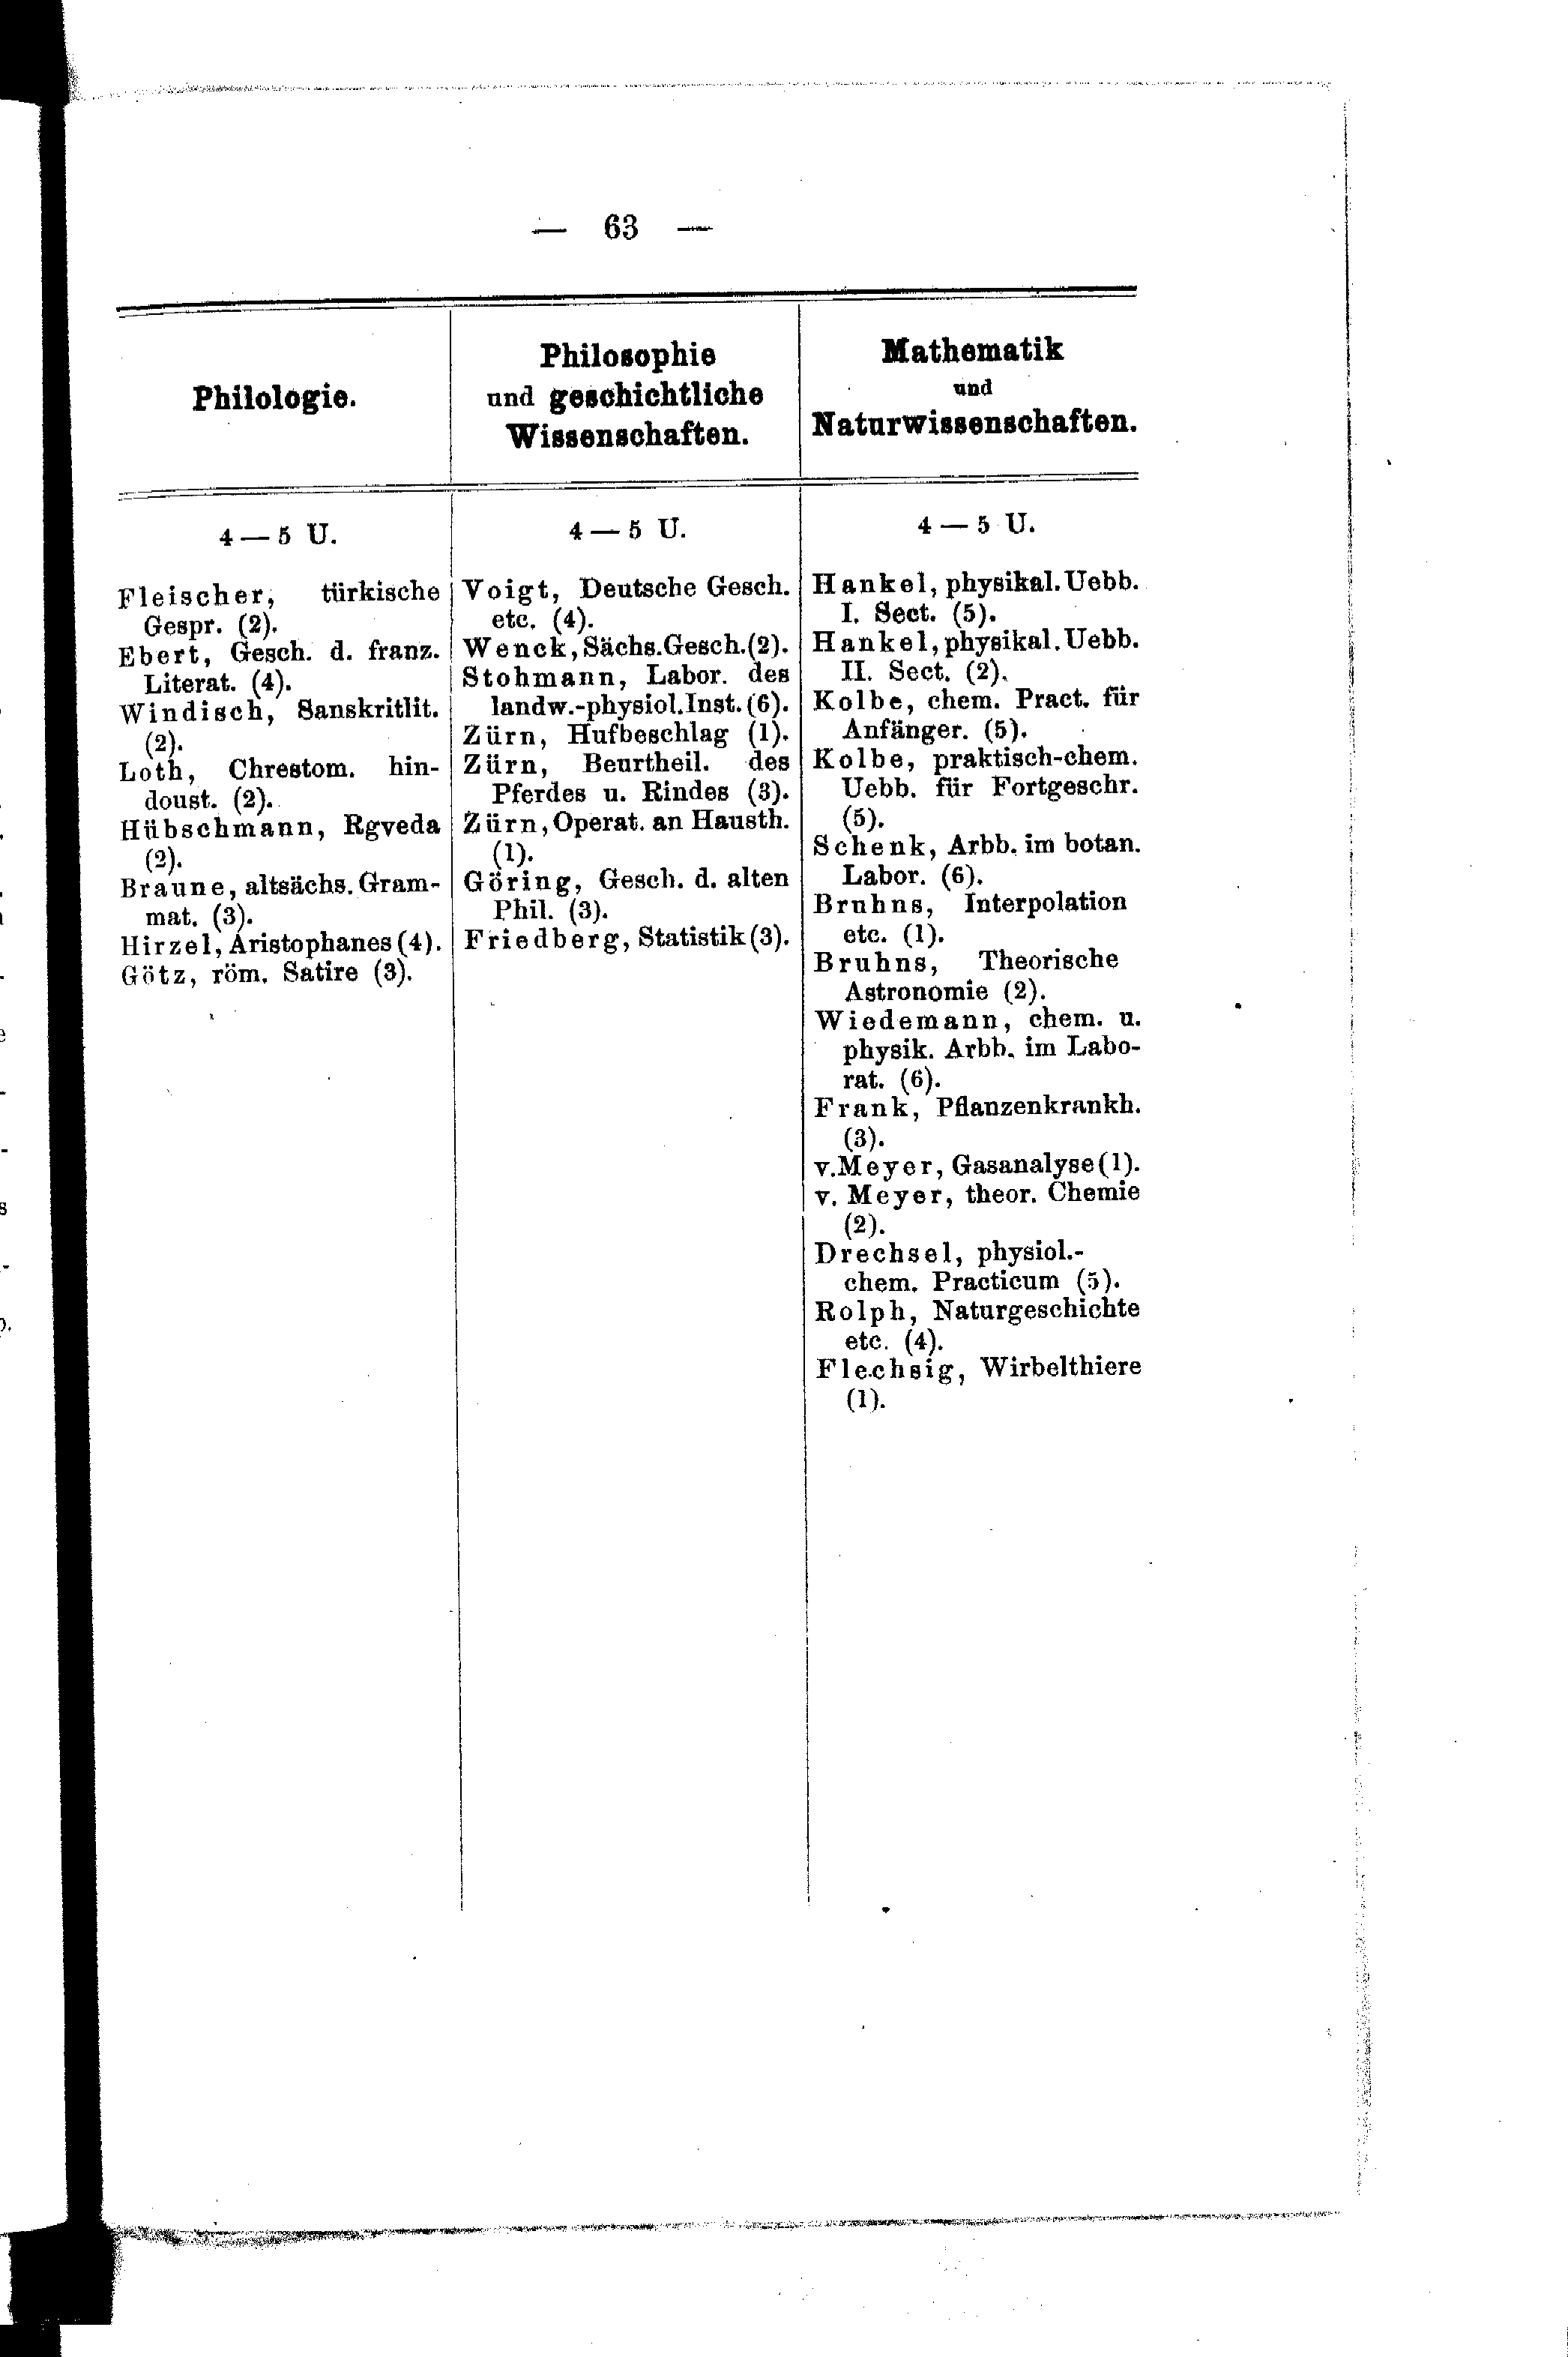 — 63 —
Philologie.
4 — 5 U.
Fleischer, türkische
Gespr. (2).
Ebert, Gesch. d. franz.
Literat. (4).
Windisch, Sanskritlit.
(2).
Loth, Chrestom. hin-
doust. (2).
Hübschmann, Rgveda
(2).
Braune, altsächs. Gram-
mat. (3).
Hirzel, Aristophanes (4).
Götz, röm. Satire (3).
Philosophie
und geschichtliche
Wissenschaften.
4 — 5 U.
Voigt, Deutsche Gesch.
etc. (4).
Wenck, Sächs. Gesch. (2).
Stohmann, Labor. des
landw.-physiol. Inst. (6).
Zürn, Hufbeschlag (1).
Zürn, Beurtheil. des
Pferdes u. Rindes (3).
Zürn, Operat. an Hausth.
(1).
Göring, Gesch. d. alten
Phil. (3).
Friedberg, Statistik (3).
Mathematik
und
Naturwissenschaften.
4 — 5 U.
Hankel, physikal. Uebb.
I. Sect. (5).
Hankel, physikal. Uebb.
II. Sect. (2).
Kolbe, chem. Pract. für
Anfänger. (5).
Kolbe, praktisch-chem.
Uebb. für Fortgeschr.
(5).
Schenk, Arbb. im botan.
Labor. (6).
Bruhns, Interpolation
etc. (1).
Bruhns, Theorische
Astronomie (2).
Wiedemann, chem. u.
physik. Arbb. im Labo-
rat. (6).
Frank, Pflanzenkrankh.
(3).
v. Meyer, Gasanalyse (1).
v. Meyer, theor. Chemie
(2).
Drechsel, physiol.-
chem. Practicum (5).
Rolph, Naturgeschichte
etc. (4).
Flechsig, Wirbelthiere
(1).